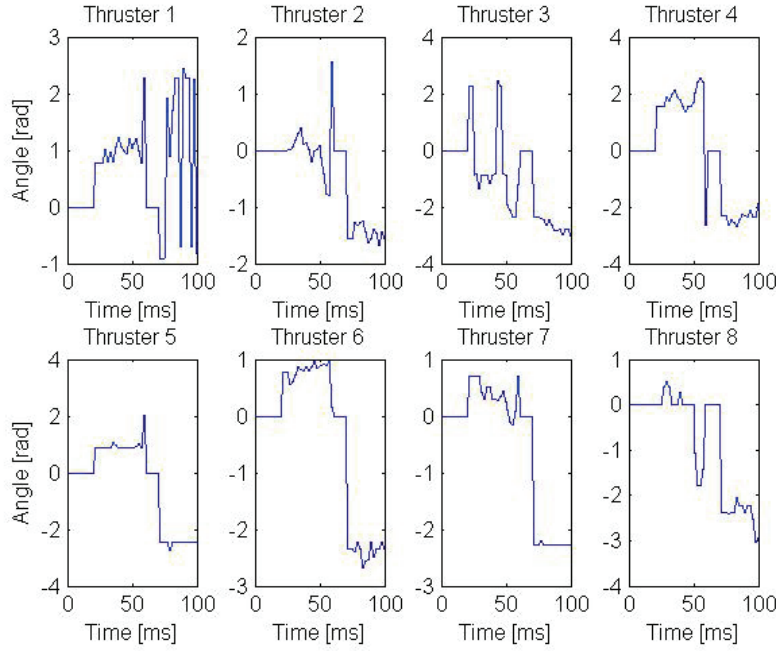 Thruster 1
Thruster 2
Thruster 3
Thruster 4
Angle [rad]
3
2
1
0
-1
2
1
0
-1
-2
4
2
0
-2
-4
4
2
0
-2
-4
0 50 100
0 50 100
0 50 100
0 50 100
Time [ms]
Time [ms]
Time [ms]
Time [ms]
Thruster 5
Thruster 6
Thruster 7
Thruster 8
Angle [rad]
4
2
0
-2
-4
1
0
-1
-2
-3
1
0
-1
-2
-3
1
0
-1
-2
-3
-4
0 50 100
0 50 100
0 50 100
0 50 100
Time [ms]
Time [ms]
Time [ms]
Time [ms]